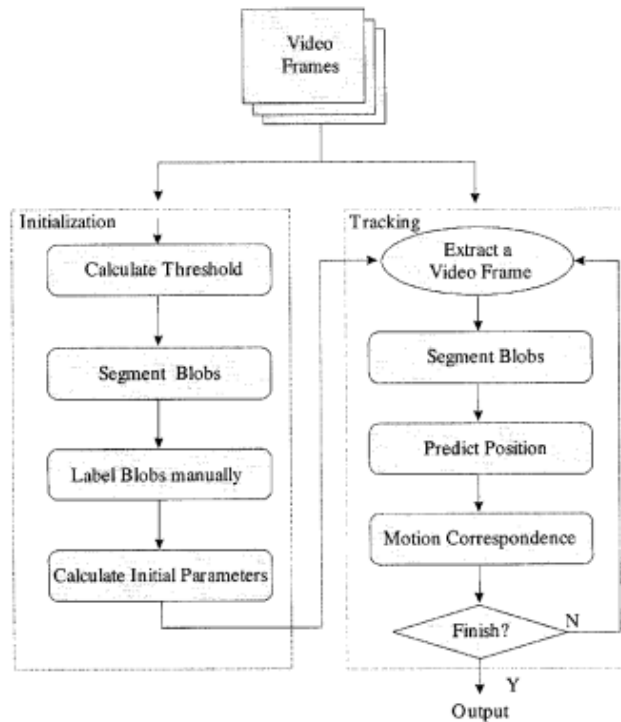 Video
Frames
Initialization
Calculate Threshold
Segment Blobs
Label Blobs manually
Calculate Initial Parameters
Tracking
Extract a
Video Frame
Segment Blobs
Predict Position
Motion Correspondence
Finish?
N
Y
Output